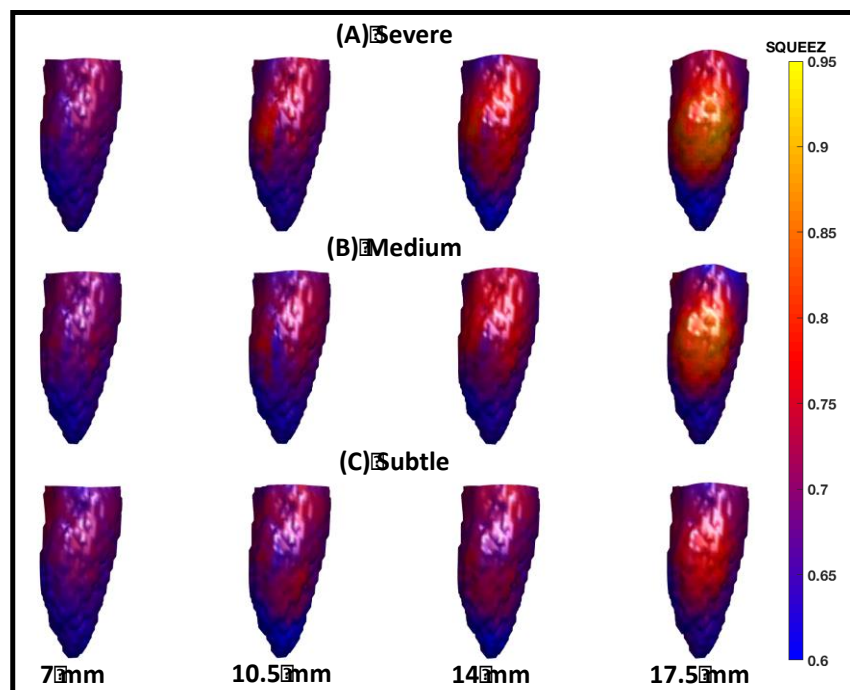 (A) Severe
SQUEEZ
0.95
0.9
0.85
0.8
0.75
0.7
0.65
0.6
(B) Medium
(C) Subtle
7 mm
10.5 mm
14 mm
17.5 mm